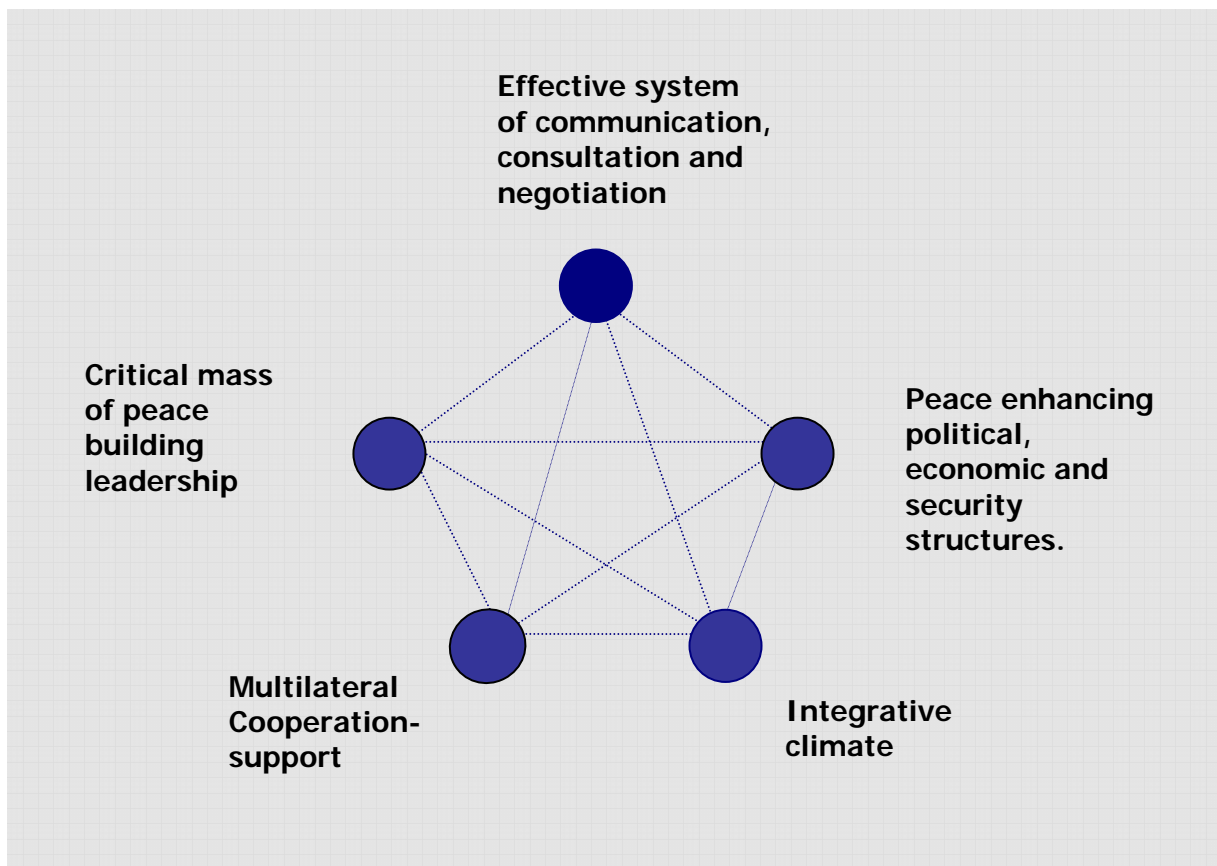 Effective system
of communication,
consultation and
negotiation
Critical mass
of peace
building
leadership
Peace enhancing
political,
economic and
security
structures.
Multilateral
Cooperation-
support
Integrative
climate